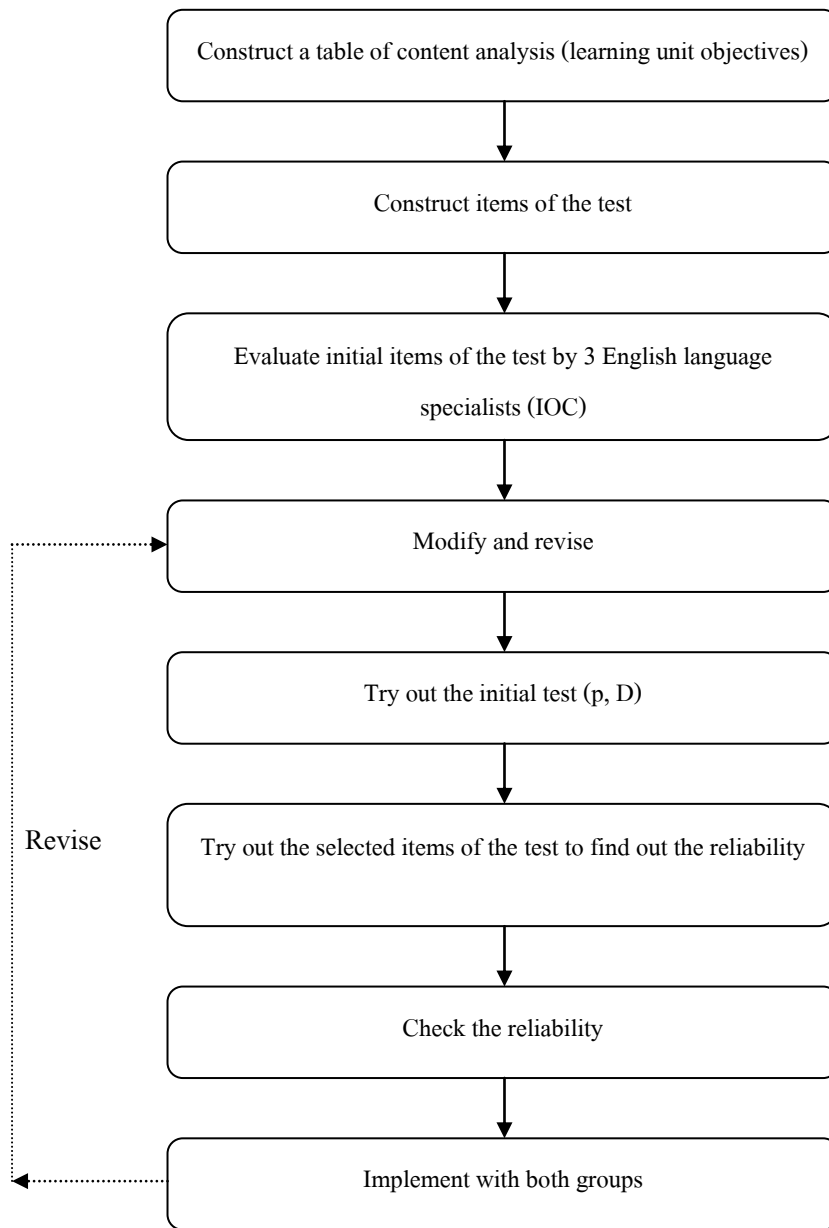 Construct a table of content analysis (learning unit objectives)
Construct items of the test
Evaluate initial items of the test by 3 English language
specialists (IOC)
Modify and revise
Try out the initial test (p, D)
Revise
Try out the selected items of the test to find out the reliability
Check the reliability
Implement with both groups